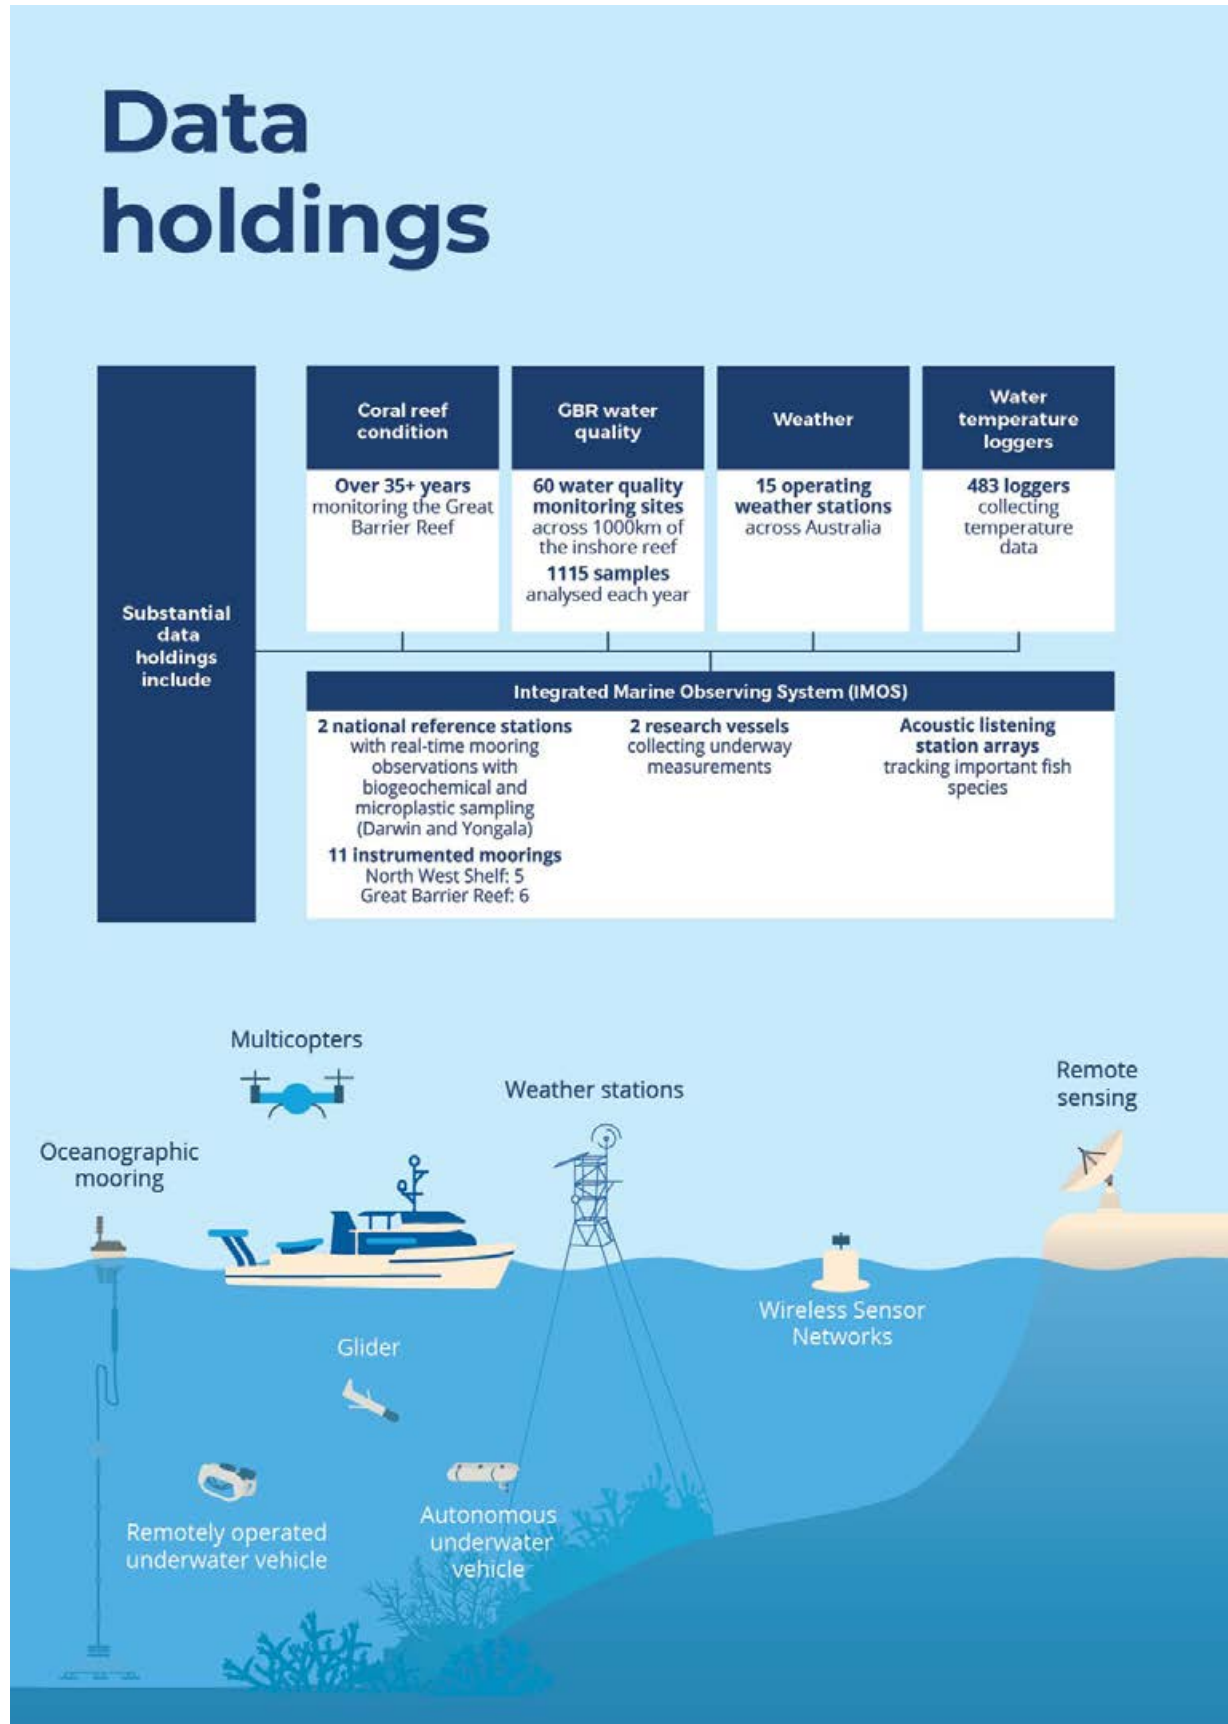 Data
holdings
Substantial
data
holdings
include
Coral reef
condition
Over 35+ years
monitoring the Great
Barrier Reef
GBR water
quality
60 water quality
monitoring sites
across 1000km of
the inshore reef
1115 samples
analysed each year
Weather
15 operating
weather stations
across Australia
Water
temperature
loggers
483 loggers
collecting
temperature
data
Integrated Marine Observing System (IMOS)
2 national reference stations
with real-time mooring
observations with
biogeochemical and
microplastic sampling
(Darwin and Yongala)
11 instrumented moorings
North West Shelf: 5
Great Barrier Reef: 6
2 research vessels
collecting underway
measurements
Acoustic listening
station arrays
tracking important fish
species
Multicopters
Weather stations
Remote
sensing
Oceanographic
mooring
Wireless Sensor
Networks
Glider
Remotely operated
underwater vehicle
Autonomous
underwater
vehicle